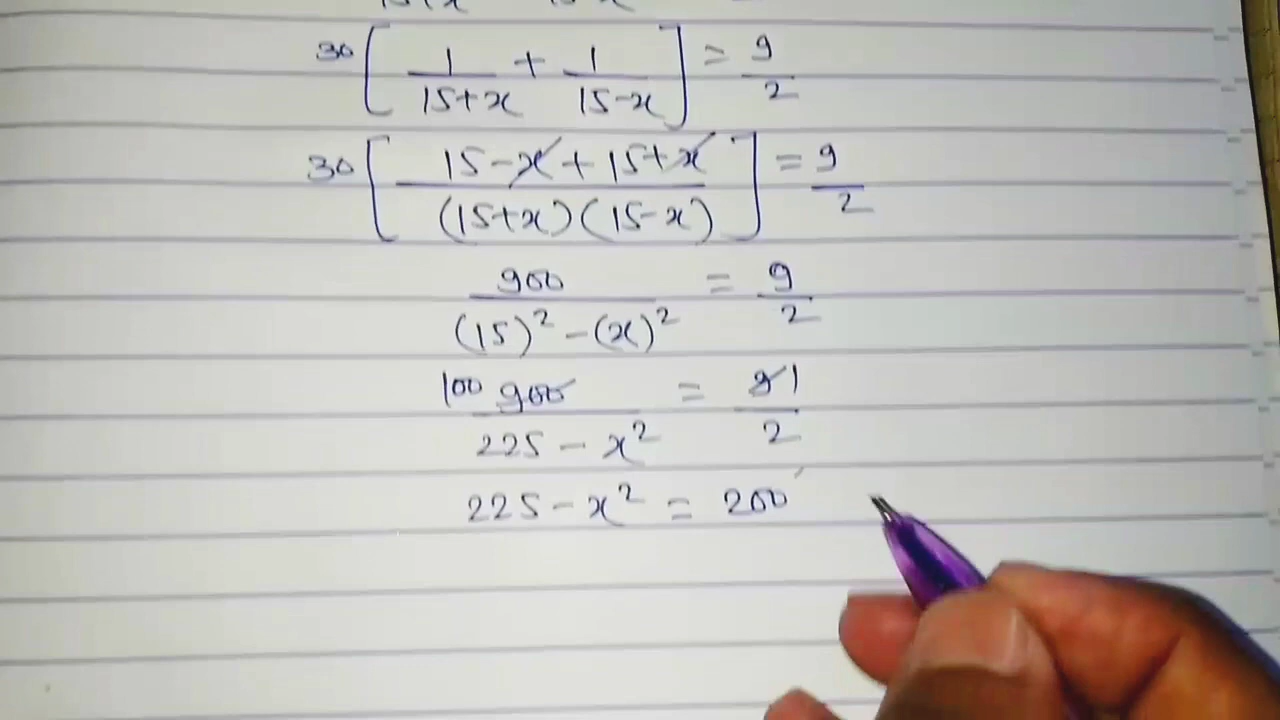 30 [ 1/(15+x) + 1/(15-x) ] = 9/2
30 [ (15-x+15+x)/((15+x)(15-x)) ] = 9/2
900/((15)² - (x)²) = 9/2
100 900/(225 - x²) = 9 1/2
225 - x² = 200